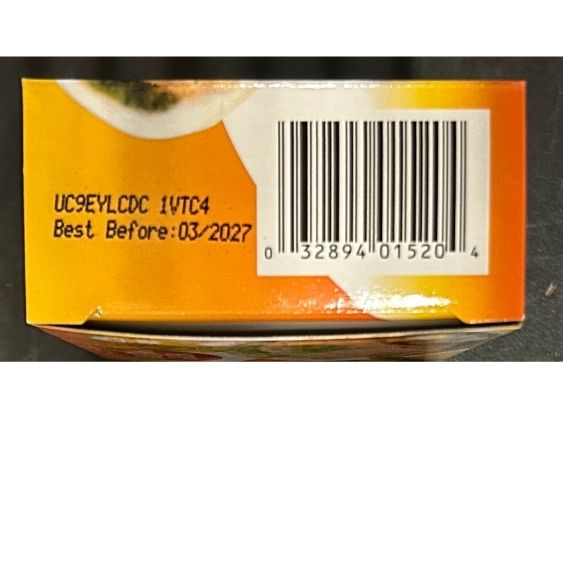 UC9EYLCDC 1VTC4
Best Before:03/2027
0 32894 01520 4